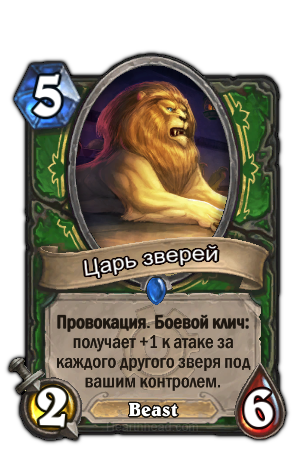 5
Царь зверей
Провокация. Боевой клич:
получает +1 к атаке за
каждого другого зверя под
вашим контролем.
2
Beast
6